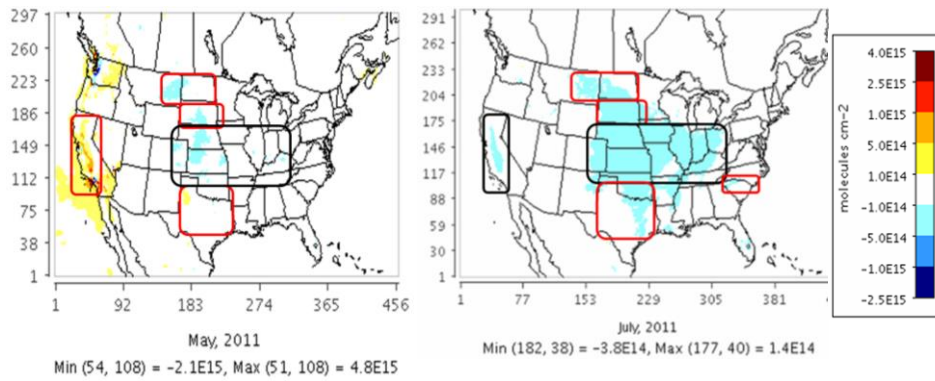 297
260
223
186
149
112
75
38
1
1 92 183 274 365 456
May, 2011
Min (54, 108) = -2.1E15, Max (51, 108) = 4.8E15
291
262
233
204
175
146
117
88
59
30
1
1 77 153 229 305 381
July, 2011
Min (182, 38) = -3.8E14, Max (177, 40) = 1.4E14
4.0E15
2.5E15
1.0E15
5.0E14
1.0E14
-1.0E14
-5.0E14
-1.0E15
-2.5E15
molecules cm-2